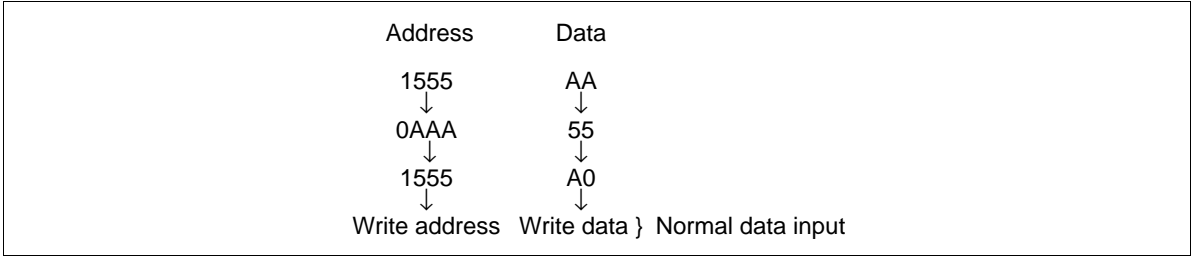 Address Data
1555 AA
↓ ↓
0AAA 55
↓ ↓
1555 A0
↓ ↓
Write address Write data } Normal data input